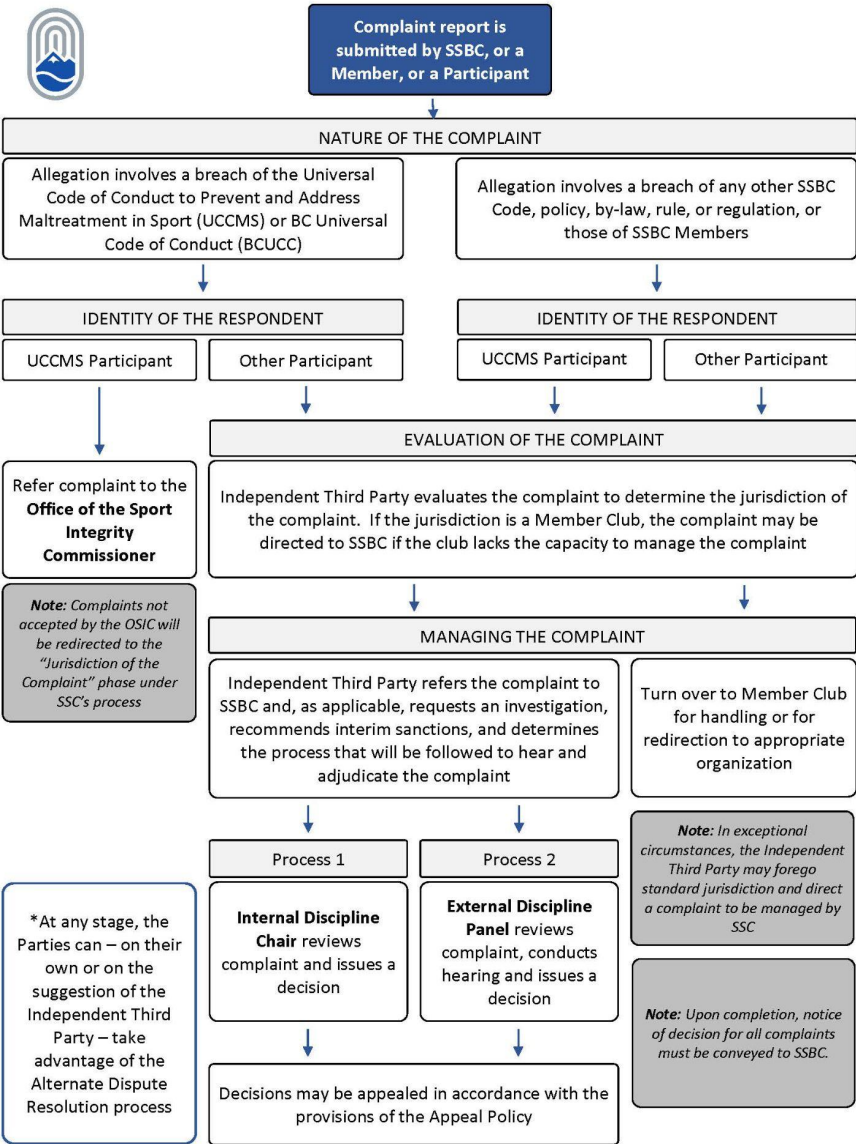 Complaint report is
submitted by SSBC, or a
Member, or a Participant
NATURE OF THE COMPLAINT
Allegation involves a breach of the Universal
Code of Conduct to Prevent and Address
Maltreatment in Sport (UCCMS) or BC Universal
Code of Conduct (BCUCC)
Allegation involves a breach of any other SSBC
Code, policy, by-law, rule, or regulation, or
those of SSBC Members
IDENTITY OF THE RESPONDENT
UCCMS Participant
Other Participant
IDENTITY OF THE RESPONDENT
UCCMS Participant
Other Participant
Refer complaint to the
Office of the Sport
Integrity
Commissioner
Note: Complaints not
accepted by the OSIC will
be redirected to the
“Jurisdiction of the
Complaint” phase under
SSC’s process
EVALUATION OF THE COMPLAINT
Independent Third Party evaluates the complaint to determine the jurisdiction of
the complaint. If the jurisdiction is a Member Club, the complaint may be
directed to SSBC if the club lacks the capacity to manage the complaint
MANAGING THE COMPLAINT
Independent Third Party refers the complaint to
SSBC and, as applicable, requests an investigation,
recommends interim sanctions, and determines
the process that will be followed to hear and
adjudicate the complaint
Turn over to Member Club
for handling or for
redirection to appropriate
organization
Note: In exceptional
circumstances, the Independent
Third Party may forego
standard jurisdiction and direct
a complaint to be managed by
SSC
Process 1
Process 2
Internal Discipline
Chair reviews
complaint and issues a
decision
External Discipline
Panel reviews
complaint, conducts
hearing and issues a
decision
Note: Upon completion, notice
of decision for all complaints
must be conveyed to SSBC.
*At any stage, the
Parties can – on their
own or on the
suggestion of the
Independent Third
Party – take
advantage of the
Alternate Dispute
Resolution process
Decisions may be appealed in accordance with the
provisions of the Appeal Policy